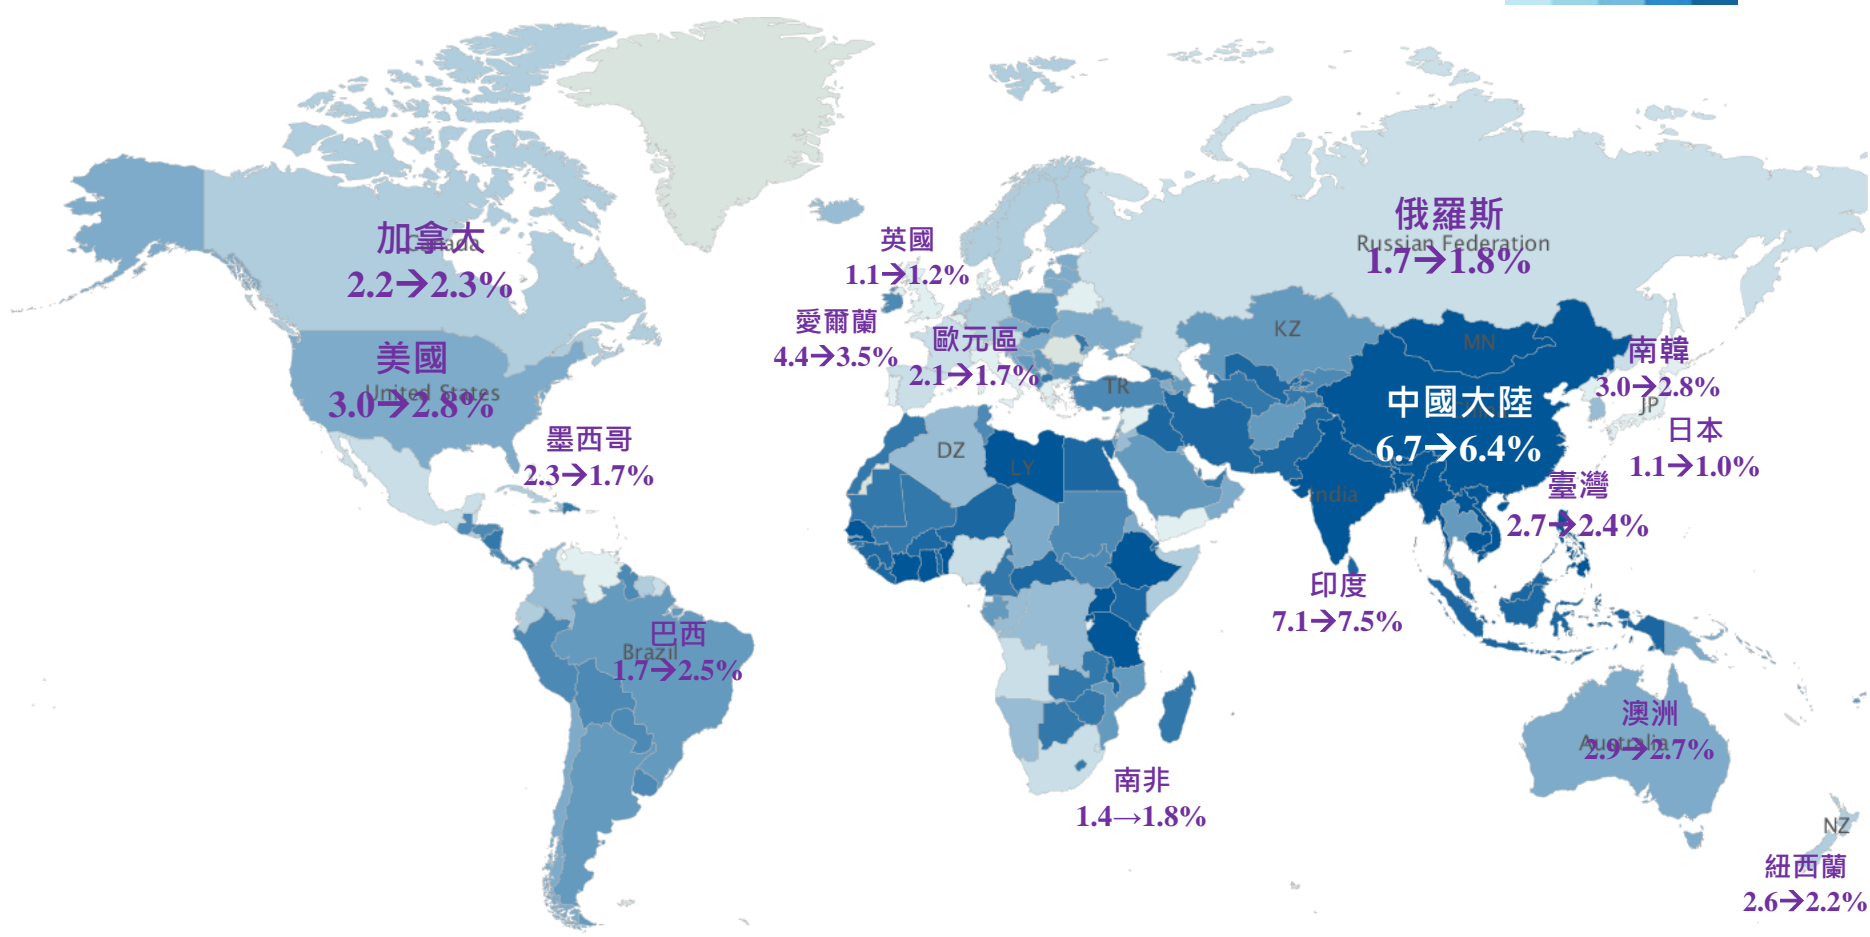 加拿大
Canada
2.2→2.3%
美國
United States
3.0→2.8%
墨西哥
2.3→1.7%
巴西
Brazil
1.7→2.5%
英國
1.1→1.2%
愛爾蘭
4.4→3.5%
歐元區
2.1→1.7%
俄羅斯
Russian Federation
1.7→1.8%
KZ
MN
TR
DZ
LY
南韓
3.0→2.8%
JP
日本
1.1→1.0%
中國大陸
6.7→6.4%
臺灣
2.7→2.4%
India
印度
7.1→7.5%
南非
1.4→1.8%
澳洲
Australia
2.9→2.7%
NZ
紐西蘭
2.6→2.2%